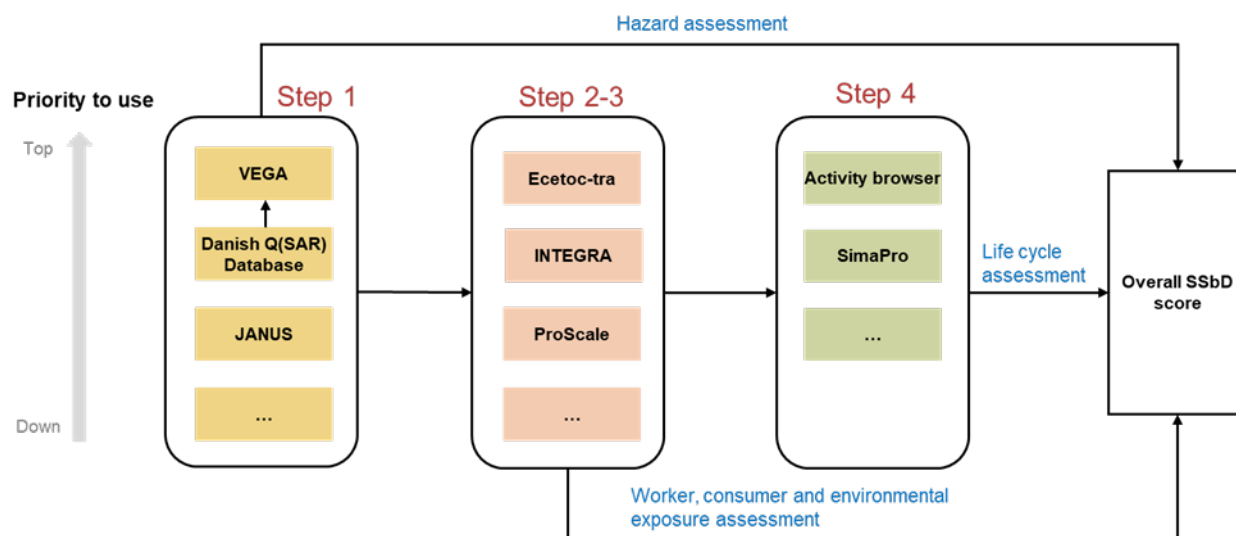 Hazard assessment
Priority to use
Top
Down
Step 1
VEGA
Danish Q(SAR)
Database
JANUS
...
Step 2-3
Ecetoc-tra
INTEGRA
ProScale
...
Step 4
Activity browser
SimaPro
...
Life cycle
assessment
Overall SSbD
score
Worker, consumer and environmental
exposure assessment